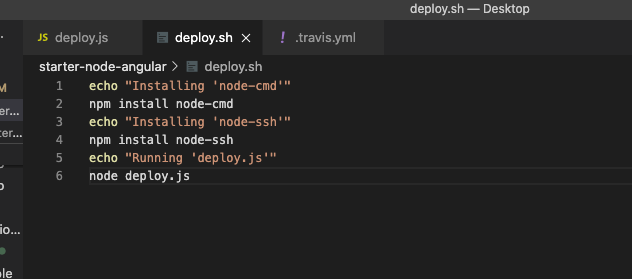 deploy.sh — Desktop
JS deploy.js
deploy.sh ×
! .travis.yml
starter-node-angular > deploy.sh
M
er...
ter...
io...
ple
1 echo "Installing 'node-cmd'"
2 npm install node-cmd
3 echo "Installing 'node-ssh'"
4 npm install node-ssh
5 echo "Running 'deploy.js'"
6 node deploy.js